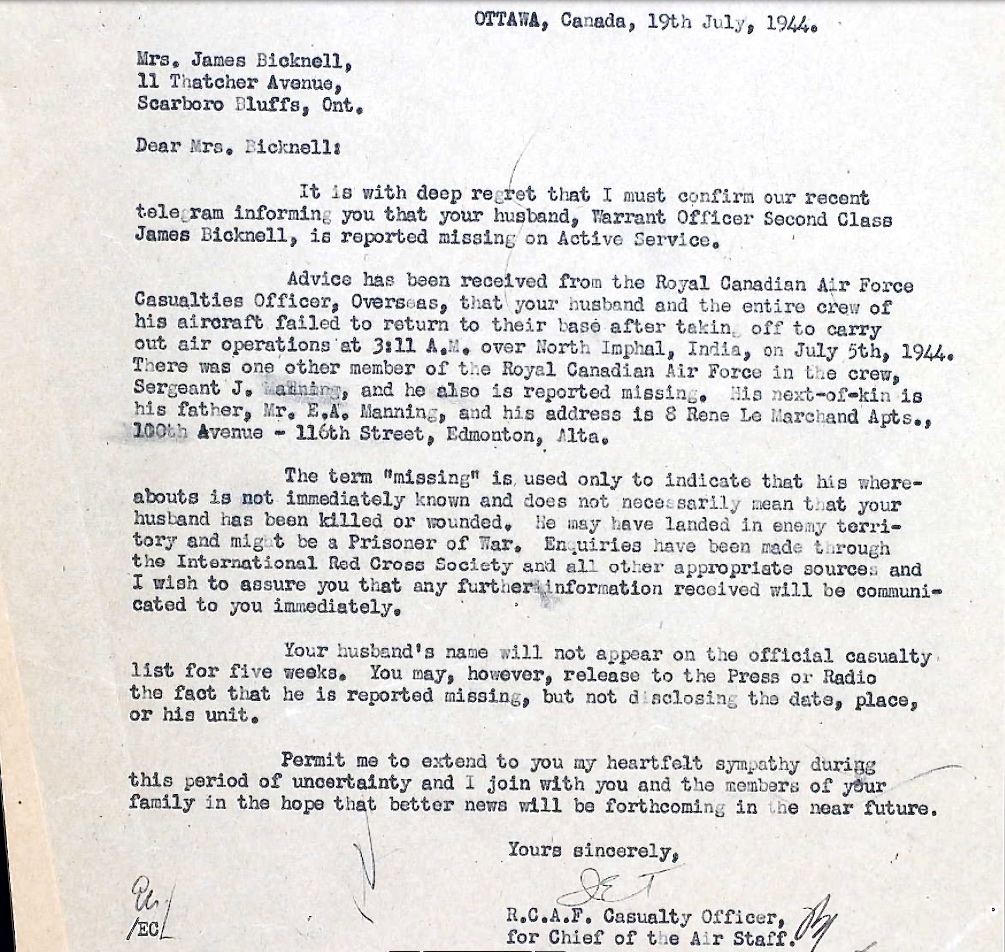 OTTAWA, Canada, 19th July, 1944.
Mrs. James Bicknell,
11 Thatcher Avenue,
Scarboro Bluffs, Ont.
Dear Mrs. Bicknell:
It is with deep regret that I must confirm our recent
telegram informing you that your husband, Warrant Officer Second Class
James Bicknell, is reported missing on Active Service.
Advice has been received from the Royal Canadian Air Force
Casualties Officer, Overseas, that your husband and the entire crew of
his aircraft failed to return to their base after taking off to carry
out air operations at 3:11 A.M. over North Imphal, India, on July 5th, 1944.
There was one other member of the Royal Canadian Air Force in the crew,
Sergeant J. Manning, and he also is reported missing. His next-of-kin is
his father, Mr. E.A. Manning, and his address is 8 Rene Le Marchand Apts.,
100th Avenue - 116th Street, Edmonton, Alta.
The term "missing" is used only to indicate that his where-
abouts is not immediately known and does not necessarily mean that your
husband has been killed or wounded. He may have landed in enemy terri-
tory and might be a Prisoner of War. Enquiries have been made through
the International Red Cross Society and all other appropriate sources and
I wish to assure you that any further information received will be communi-
cated to you immediately.
Your husband's name will not appear on the official casualty
list for five weeks. You may, however, release to the Press or Radio
the fact that he is reported missing, but not disclosing the date, place,
or his unit.
Permit me to extend to you my heartfelt sympathy during
this period of uncertainty and I join with you and the members of your
family in the hope that better news will be forthcoming in the near future.
Yours sincerely,
R.C.A.F. Casualty Officer,
/EC
for Chief of the Air Staff.